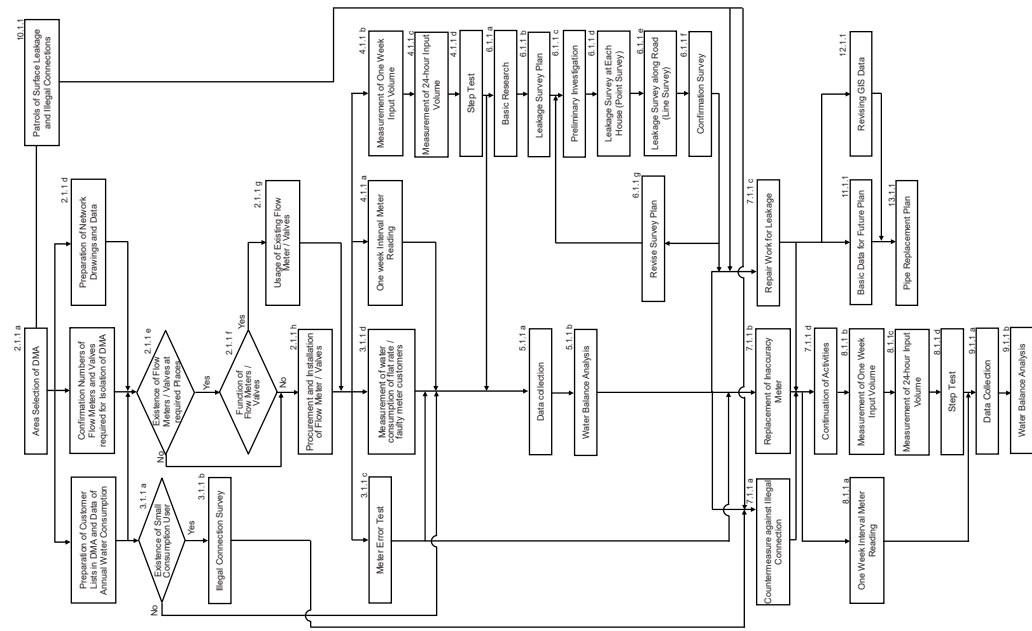 10.1.1
Patrols of Surface Leakage
and Illegal Connections
2.1.1 a
Area Selection of DMA
2.1.1 d
Preparation of Network
Drawings and Data
Confirmation Numbers of
Flow Meters and Valves
required for Isolation of DMA
Preparation of Customer
Lists in DMA and Data of
Annual Water Consumption
2.1.1 e
Existence of Flow
Meters / Valves at
required Places
No
Yes
3.1.1 a
Existence of Small
Consumption User
No
Yes
3.1.1 b
Illegal Connection Survey
2.1.1 f
Function of
Flow Meters /
Valves
Yes
No
2.1.1 g
Usage of Existing Flow
Meter / Valves
2.1.1 h
Procurement and Installation
of Flow Meter / Valves
4.1.1 b
Measurement of One Week
Input Volume
4.1.1 c
Measurement of 24-hour Input
Volume
4.1.1 d
Step Test
4.1.1 a
One week Interval Meter
Reading
3.1.1 d
Measurement of water
consumption of flat rate /
faulty meter customers
3.1.1 c
Meter Error Test
6.1.1 a
Basic Research
6.1.1 b
Leakage Survey Plan
6.1.1 c
Preliminary Investigation
6.1.1 d
Leakage Survey at Each
House (Point Survey)
6.1.1 e
Leakage Survey along Road
(Line Survey)
6.1.1 f
Confirmation Survey
6.1.1 g
Revise Survey Plan
5.1.1 a
Data collection
5.1.1 b
Water Balance Analysis
7.1.1 c
Repair Work for Leakage
7.1.1 b
Replacement of Inaccuracy
Meter
7.1.1 a
Countermeasure against Illegal
Connection
7.1.1 d
Continuation of Activities
8.1.1 b
Measurement of One Week
Input Volume
8.1.1c
Measurement of 24-hour Input
Volume
8.1.1 d
Step Test
8.1.1 a
One Week Interval Meter
Reading
9.1.1 a
Data Collection
9.1.1 b
Water Balance Analysis
12.1.1
Revising GIS Data
11.1.1
Basic Data for Future Plan
13.1.1
Pipe Replacement Plan